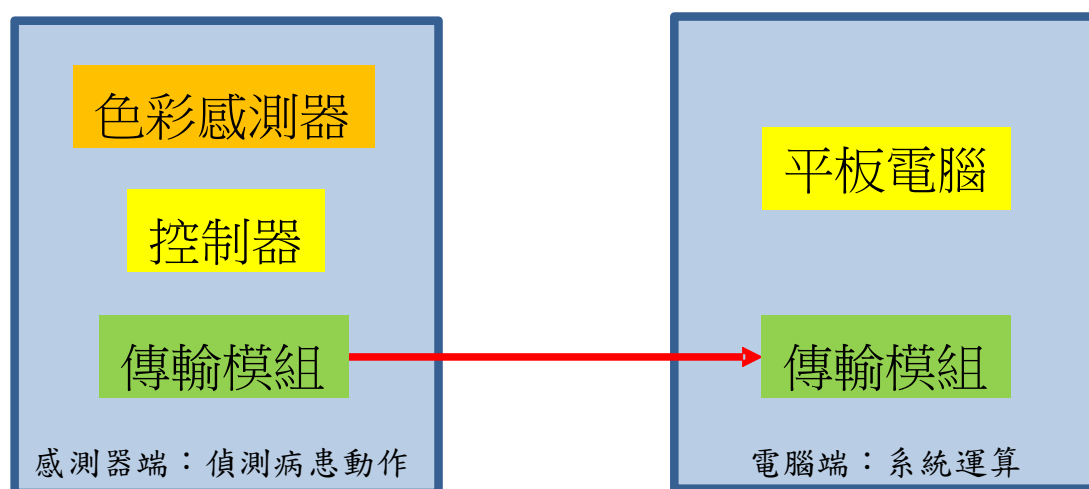 色彩感測器
控制器
傳輸模組
感測器端：偵測病患動作
平板電腦
傳輸模組
電腦端：系統運算